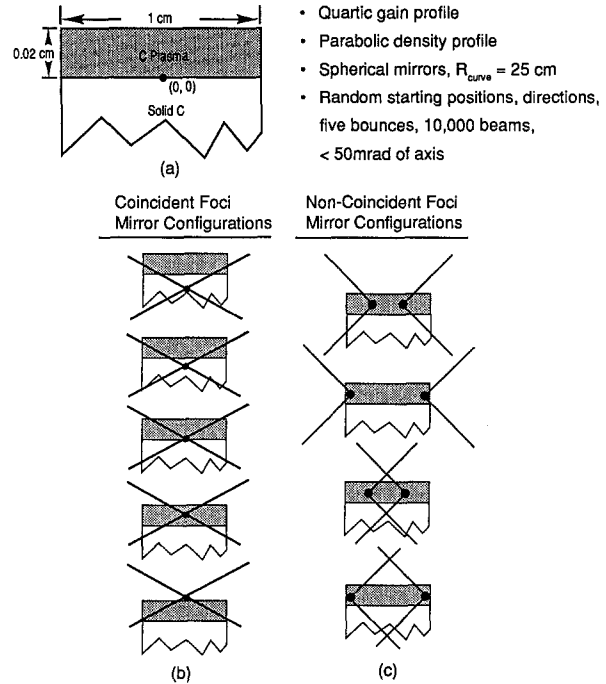 1 cm
0.02 cm
C Plasma
(0, 0)
Solid C
(a)
• Quartic gain profile
• Parabolic density profile
• Spherical mirrors, R curve = 25 cm
• Random starting positions, directions,
five bounces, 10,000 beams,
< 50mrad of axis
Coincident Foci
Mirror Configurations
Non-Coincident Foci
Mirror Configurations
(b)
(c)